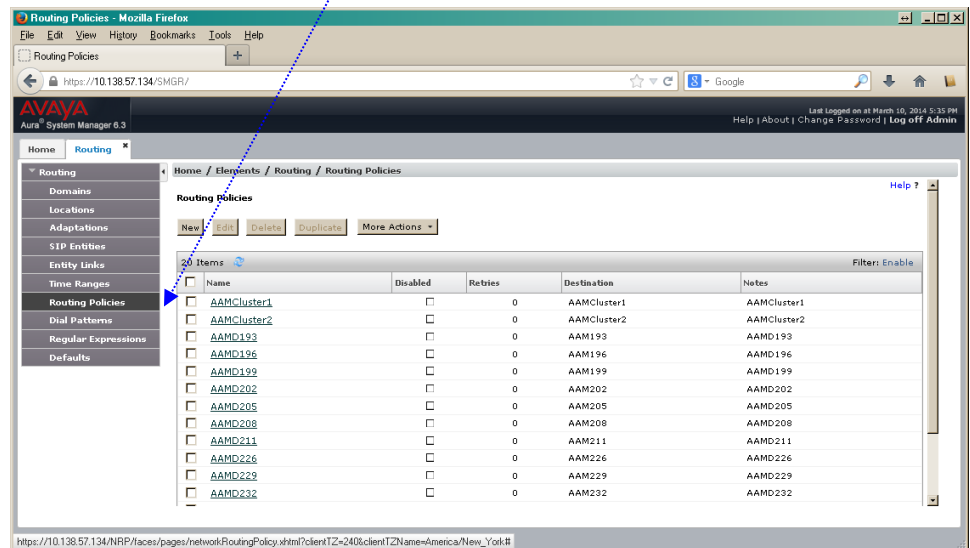 Routing Policies - Mozilla Firefox
File Edit View History Bookmarks Tools Help
Routing Policies +
https://10.138.57.134/SMGR/ 8 Google
AVAYA
Aura® System Manager 6.3
Last Logged on at March 10, 2014 5:35 PM
Help | About | Change Password | Log off Admin
Home Routing ×
Routing
Domains
Locations
Adaptations
SIP Entities
Entity Links
Time Ranges
Routing Policies
Dial Patterns
Regular Expressions
Defaults
Home / Elements / Routing / Routing Policies
Help ?
Routing Policies
New Edit Delete Duplicate More Actions
20 Items Filter: Enable
Name Disabled Retries Destination Notes
AAMCluster1 0 AAMCluster1 AAMCluster1
AAMCluster2 0 AAMCluster2 AAMCluster2
AAMD193 0 AAM193 AAMD193
AAMD196 0 AAM196 AAMD196
AAMD199 0 AAM199 AAMD199
AAMD202 0 AAM202 AAMD202
AAMD205 0 AAM205 AAMD205
AAMD208 0 AAM208 AAMD208
AAMD211 0 AAM211 AAMD211
AAMD226 0 AAM226 AAMD226
AAMD229 0 AAM229 AAMD229
AAMD232 0 AAM232 AAMD232
https://10.138.57.134/NRP/faces/pages/networkRoutingPolicy.xhtml?clientTZ=240&clientTZName=America/New_York#